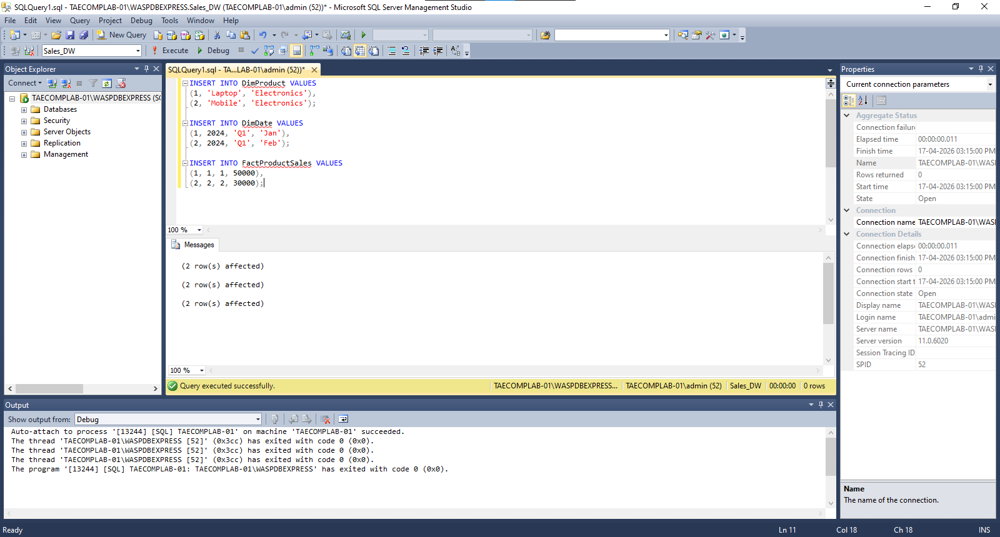 SQLQuery1.sql - TAECOMPLAB-01\WASPDBEXPRESS.Sales_DW (TAECOMPLAB-01\admin (52))* - Microsoft SQL Server Management Studio
File Edit View Query Project Debug Tools Window Help
New Query
Sales_DW Execute Debug
Object Explorer
Connect
TAECOMPLAB-01\WASPDBEXPRESS (SQ
Databases
Security
Server Objects
Replication
Management
SQLQuery1.sql - TA...LAB-01\admin (52))*
INSERT INTO DimProduct VALUES
(1, 'Laptop', 'Electronics'),
(2, 'Mobile', 'Electronics');
INSERT INTO DimDate VALUES
(1, 2024, 'Q1', 'Jan'),
(2, 2024, 'Q1', 'Feb');
INSERT INTO FactProductSales VALUES
(1, 1, 1, 50000),
(2, 2, 2, 30000);
100 %
Messages
(2 row(s) affected)
(2 row(s) affected)
(2 row(s) affected)
100 %
Query executed successfully. TAECOMPLAB-01\WASPDBEXPRESS... TAECOMPLAB-01\admin (52) Sales_DW 00:00:00 0 rows
Properties
Current connection parameters
Aggregate Status
Connection failure
Elapsed time 00:00:00.011
Finish time 17-04-2026 03:15:00 PM
Name TAECOMPLAB-01\WASP
Rows returned 0
Start time 17-04-2026 03:15:00 PM
State Open
Connection
Connection name TAECOMPLAB-01\WASP
Connection Details
Connection elapse 00:00:00.011
Connection finish 17-04-2026 03:15:00 PM
Connection rows 0
Connection start t 17-04-2026 03:15:00 PM
Connection state Open
Display name TAECOMPLAB-01\WASP
Login name TAECOMPLAB-01\admi
Server name TAECOMPLAB-01\WASP
Server version 11.0.6020
Session Tracing ID
SPID 52
Name
The name of the connection.
Output
Show output from: Debug
Auto-attach to process '[13244] [SQL] TAECOMPLAB-01' on machine 'TAECOMPLAB-01' succeeded.
The thread 'TAECOMPLAB-01\WASPDBEXPRESS [52]' (0x3cc) has exited with code 0 (0x0).
The thread 'TAECOMPLAB-01\WASPDBEXPRESS [52]' (0x3cc) has exited with code 0 (0x0).
The thread 'TAECOMPLAB-01\WASPDBEXPRESS [52]' (0x3cc) has exited with code 0 (0x0).
The program '[13244] [SQL] TAECOMPLAB-01: TAECOMPLAB-01\WASPDBEXPRESS' has exited with code 0 (0x0).
Ready Ln 11 Col 18 Ch 18 INS